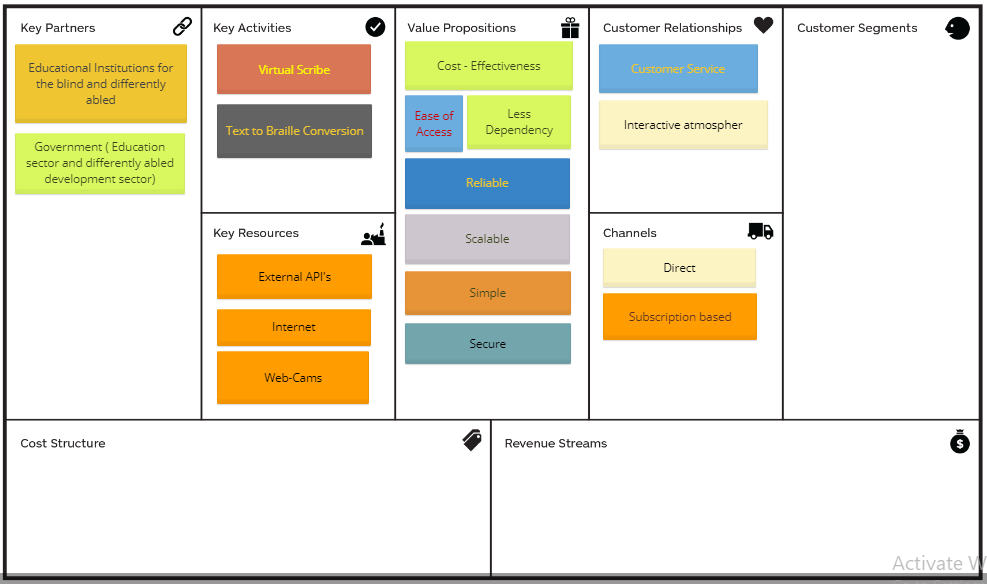 Key Partners
Educational Institutions for
the blind and differently
abled
Government ( Education
sector and differently abled
development sector)
Key Activities
Virtual Scribe
Text to Braille Conversion
Key Resources
External API's
Internet
Web-Cams
Value Propositions
Cost - Effectiveness
Ease of
Access
Less
Dependency
Reliable
Scalable
Simple
Secure
Customer Relationships
Customer Service
Interactive atmospher
Channels
Direct
Subscription based
Customer Segments
Cost Structure
Revenue Streams
$
Activate W